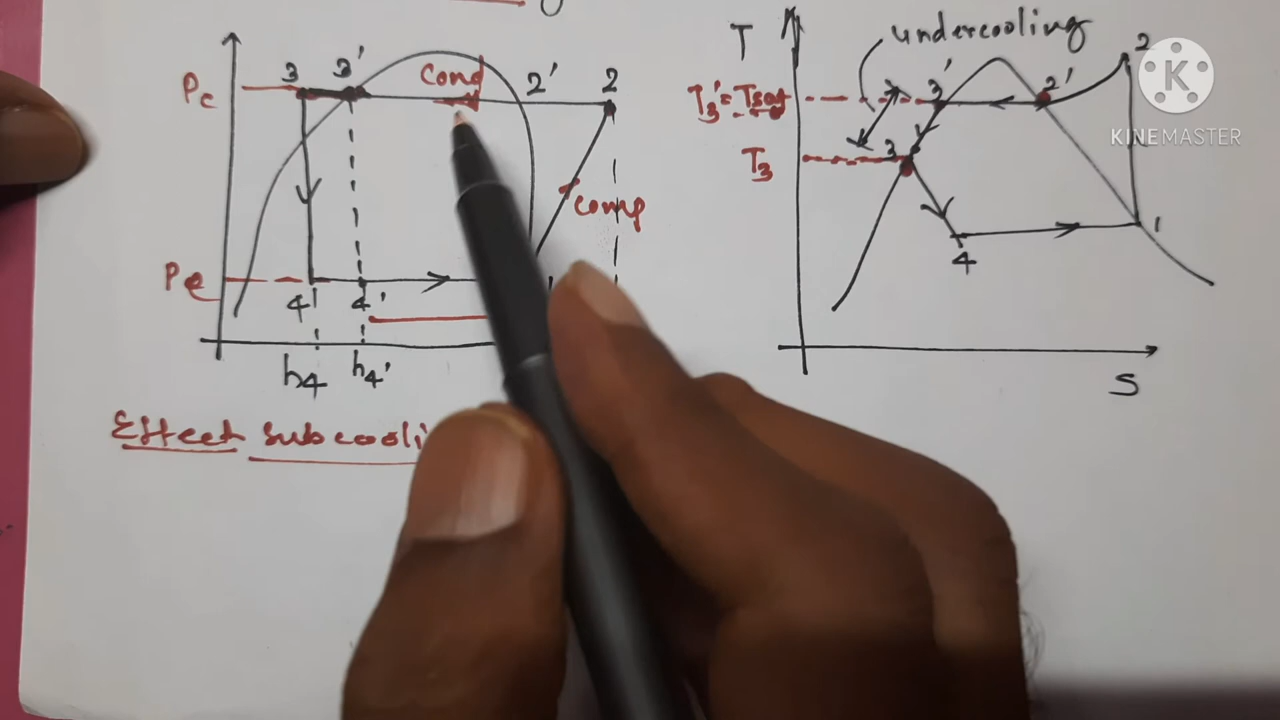 Pc
3
3'
Cond
2'
2
Comp
Pe
4
4'
h4
h4'
Effect Subcooli
T
undercooling
2
T3' = Tsat
3'
2'
T3
3
4
1
S
K
KINEMASTER